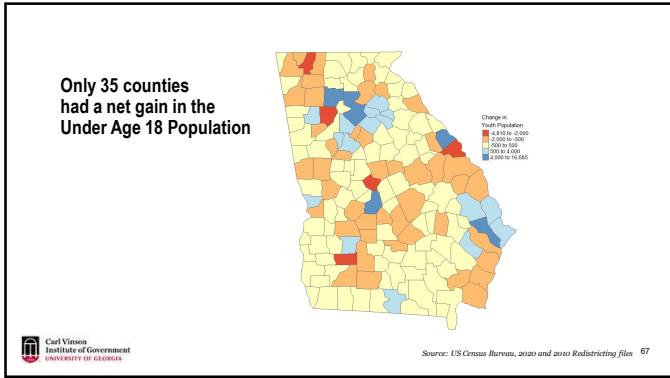 Only 35 counties
had a net gain in the
Under Age 18 Population
Change in
Youth Population
-4,810 to -2,000
-2,000 to -500
-500 to 500
500 to 4,000
4,000 to 16,685
Carl Vinson
Institute of Government
UNIVERSITY OF GEORGIA
Source: US Census Bureau, 2020 and 2010 Redistricting files 67